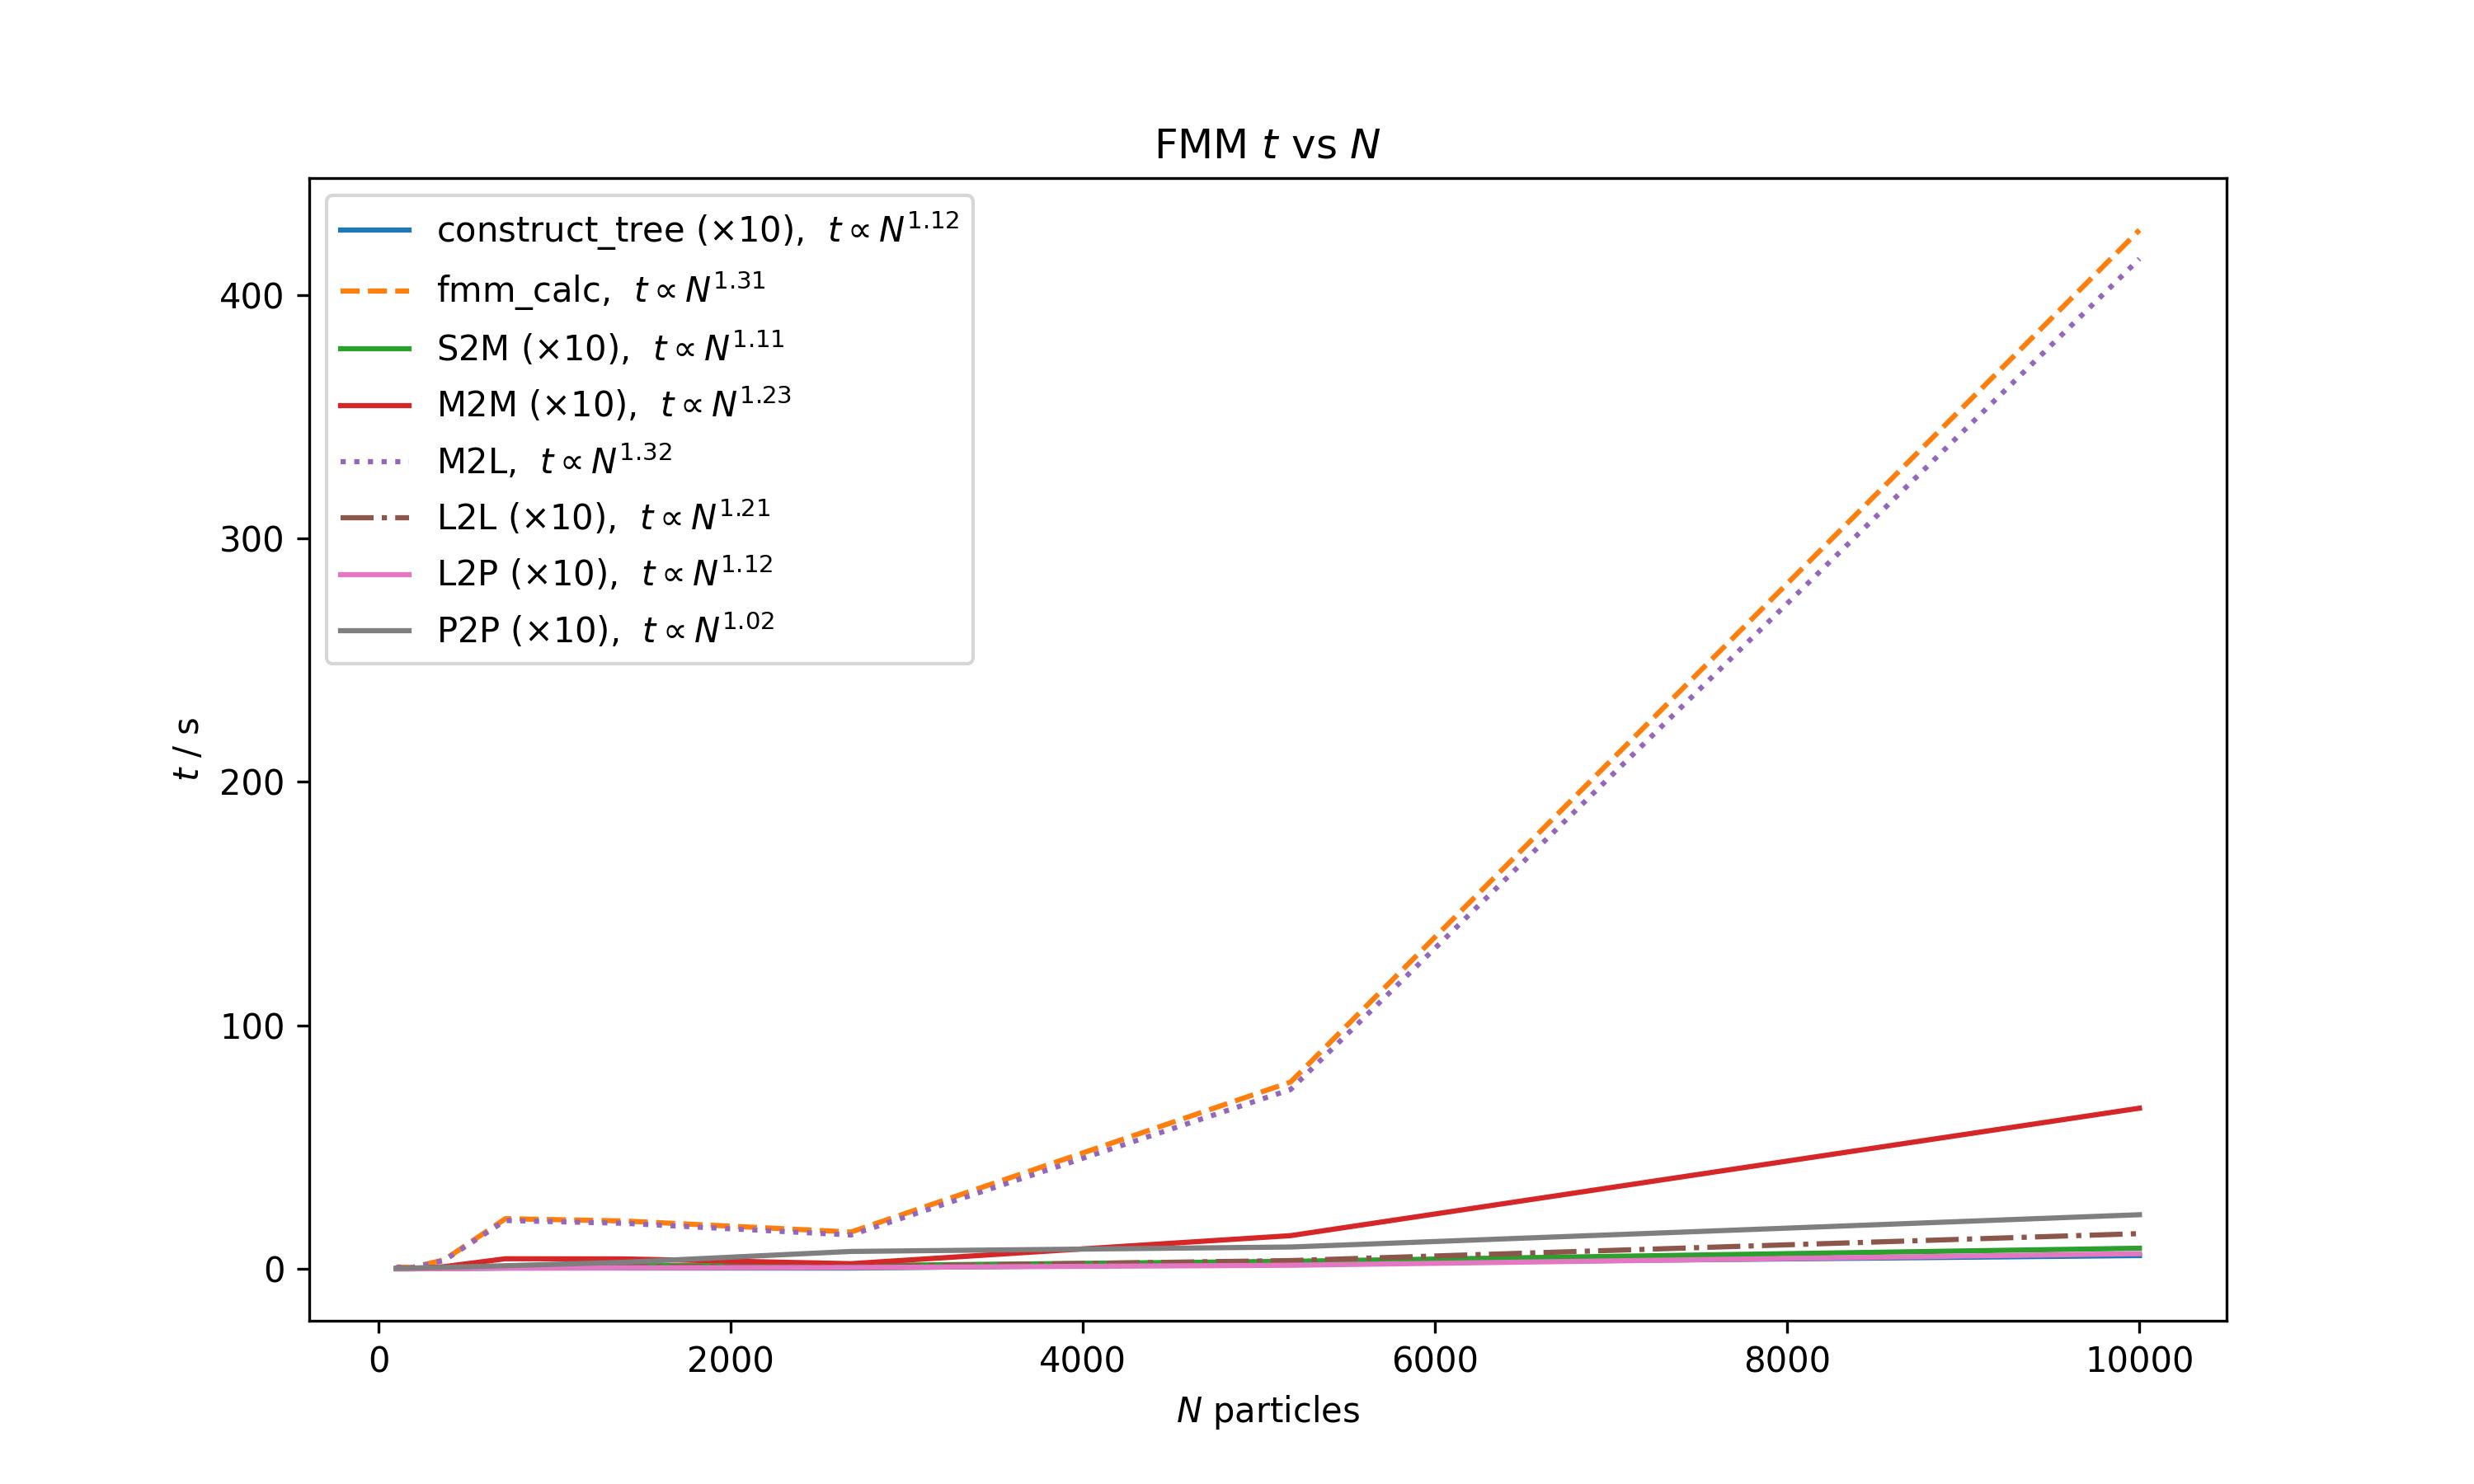 FMM t vs N
construct_tree (×10), t ∝ N^1.12
fmm_calc, t ∝ N^1.31
S2M (×10), t ∝ N^1.11
M2M (×10), t ∝ N^1.23
M2L, t ∝ N^1.32
L2L (×10), t ∝ N^1.21
L2P (×10), t ∝ N^1.12
P2P (×10), t ∝ N^1.02
400
300
200
100
0
t / s
0 2000 4000 6000 8000 10000
N particles